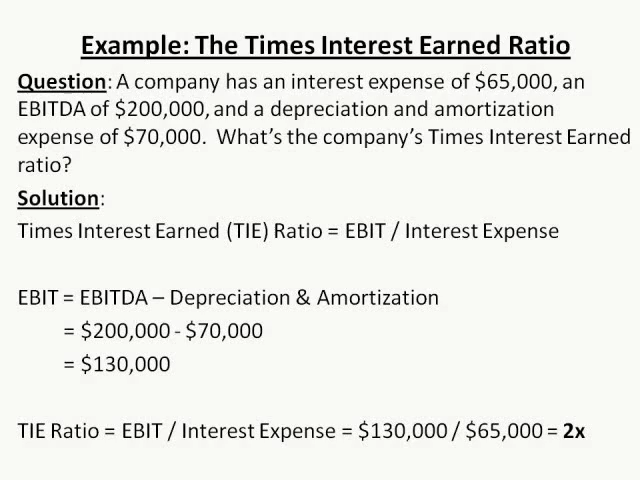 Example: The Times Interest Earned Ratio
Question: A company has an interest expense of $65,000, an
EBITDA of $200,000, and a depreciation and amortization
expense of $70,000.  What's the company's Times Interest Earned
ratio?
Solution:
Times Interest Earned (TIE) Ratio = EBIT / Interest Expense
EBIT = EBITDA – Depreciation & Amortization
= $200,000 - $70,000
= $130,000
TIE Ratio = EBIT / Interest Expense = $130,000 / $65,000 = 2x